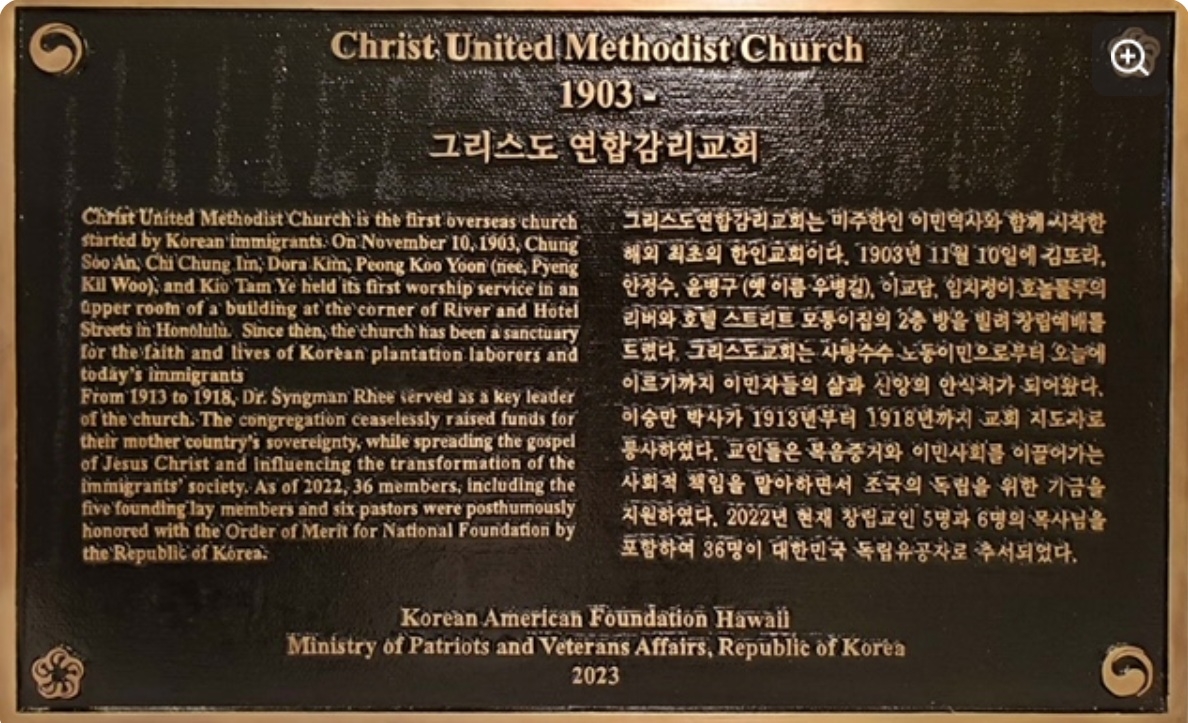 Christ United Methodist Church
1903 -
그리스도 연합감리교회
Christ United Methodist Church is the first overseas church
started by Korean immigrants. On November 10, 1903, Chung
Soo An, Chi Chung Im, Dora Kim, Peong Koo Yoon (nee, Pyeng
Kil Woo), and Kio Tam Ye held its first worship service in an
upper room of a building at the corner of River and Hotel
Streets in Honolulu. Since then, the church has been a sanctuary
for the faith and lives of Korean plantation laborers and
today's immigrants
From 1913 to 1918, Dr. Syngman Rhee served as a key leader
of the church. The congregation ceaselessly raised funds for
their mother country's sovereignty, while spreading the gospel
of Jesus Christ and influencing the transformation of the
immigrants' society. As of 2022, 36 members, including the
five founding lay members and six pastors were posthumously
honored with the Order of Merit for National Foundation by
the Republic of Korea.
그리스도연합감리교회는 미주한인 이민역사와 함께 시작한
해외 최초의 한인교회이다. 1903년 11월 10일에 김또라,
안정수, 윤병구 (옛 이름 우병길), 이교담, 임치정이 호놀룰루의
리버와 호텔 스트리트 모퉁이집의 2층 방을 빌려 창립예배를
드렸다. 그리스도교회는 사탕수수 노동이민으로부터 오늘에
이르기까지 이민자들의 삶과 신앙의 안식처가 되어왔다.
이승만 박사가 1913년부터 1918년까지 교회 지도자로
봉사하였다. 교인들은 복음증거와 이민사회를 이끌어가는
사회적 책임을 맡아하면서 조국의 독립을 위한 기금을
지원하였다. 2022년 현재 창립교인 5명과 6명의 목사님을
포함하여 36명이 대한민국 독립유공자로 추서되었다.
Korean American Foundation Hawaii
Ministry of Patriots and Veterans Affairs, Republic of Korea
2023